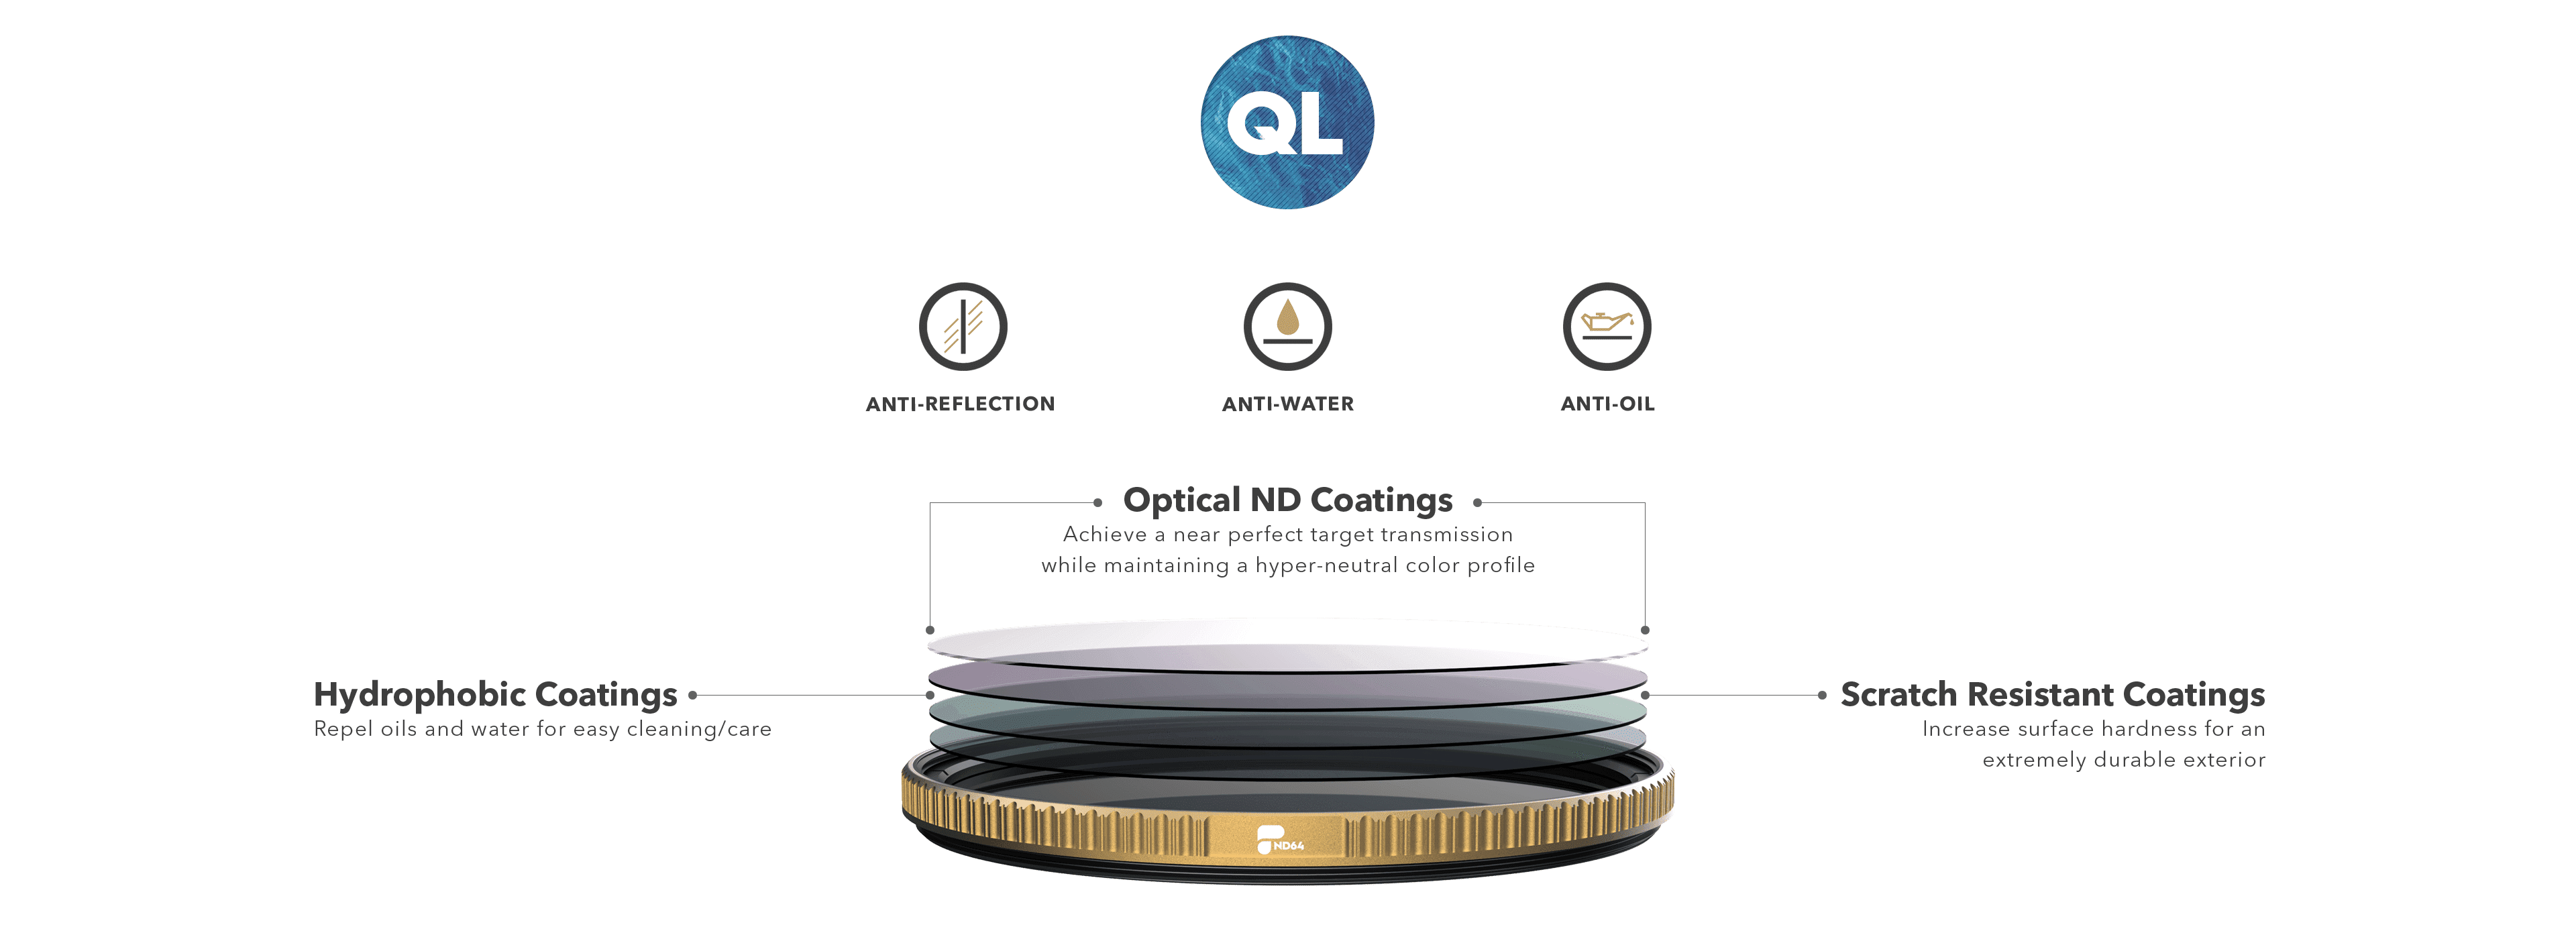 QL
ANTI-REFLECTION
ANTI-WATER
ANTI-OIL
Optical ND Coatings
Achieve a near perfect target transmission
while maintaining a hyper-neutral color profile
Hydrophobic Coatings
Repel oils and water for easy cleaning/care
Scratch Resistant Coatings
Increase surface hardness for an
extremely durable exterior
ND64